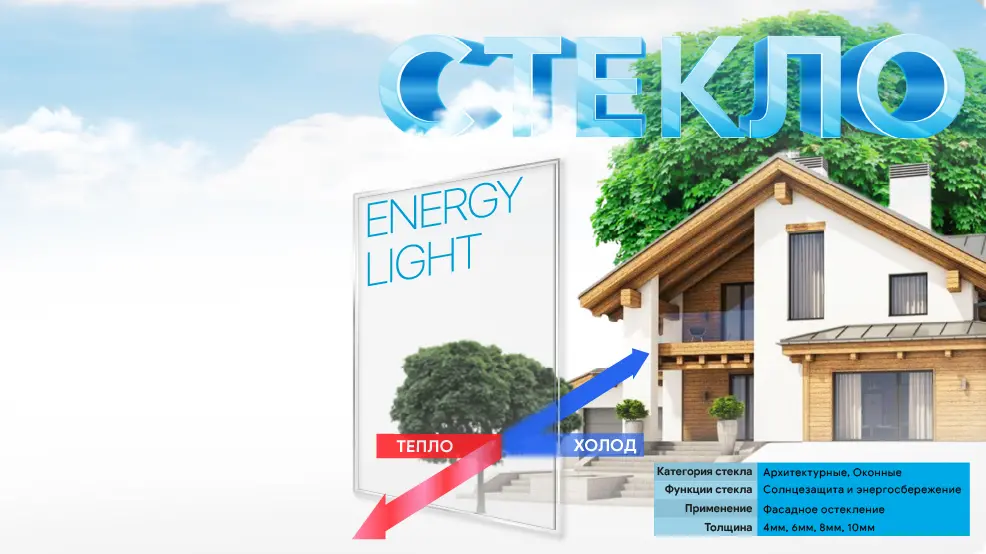 СТЕКЛО
ENERGY
LIGHT
ТЕПЛО
ХОЛОД
Категория стекла Архитектурные, Оконные
Функции стекла Солнцезащита и энергосбережение
Применение Фасадное остекление
Толщина 4мм, 6мм, 8мм, 10мм